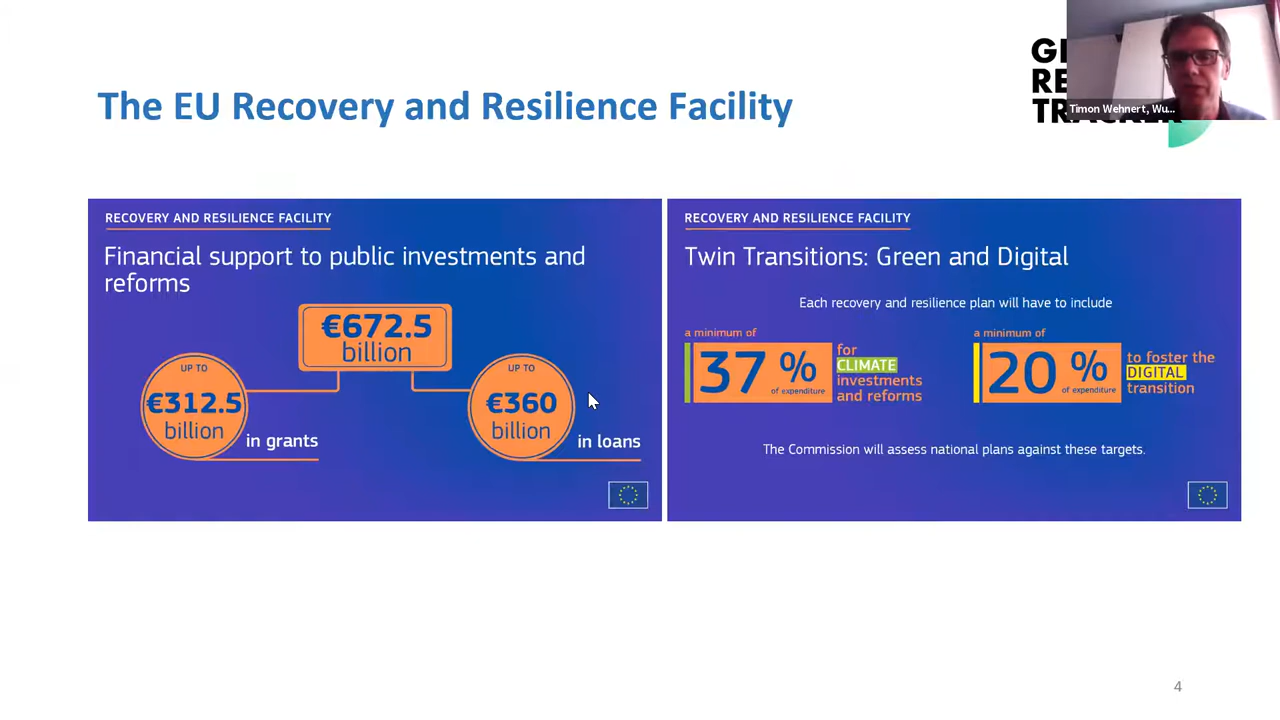 The EU Recovery and Resilience Facility
Timon Wehnert, Wu...
RECOVERY AND RESILIENCE FACILITY
Financial support to public investments and
reforms
€672.5
billion
UP TO
€312.5
billion
in grants
UP TO
€360
billion
in loans
RECOVERY AND RESILIENCE FACILITY
Twin Transitions: Green and Digital
Each recovery and resilience plan will have to include
a minimum of
37 %
of expenditure
for
CLIMATE
investments
and reforms
a minimum of
20 %
of expenditure
to foster the
DIGITAL
transition
The Commission will assess national plans against these targets.
4